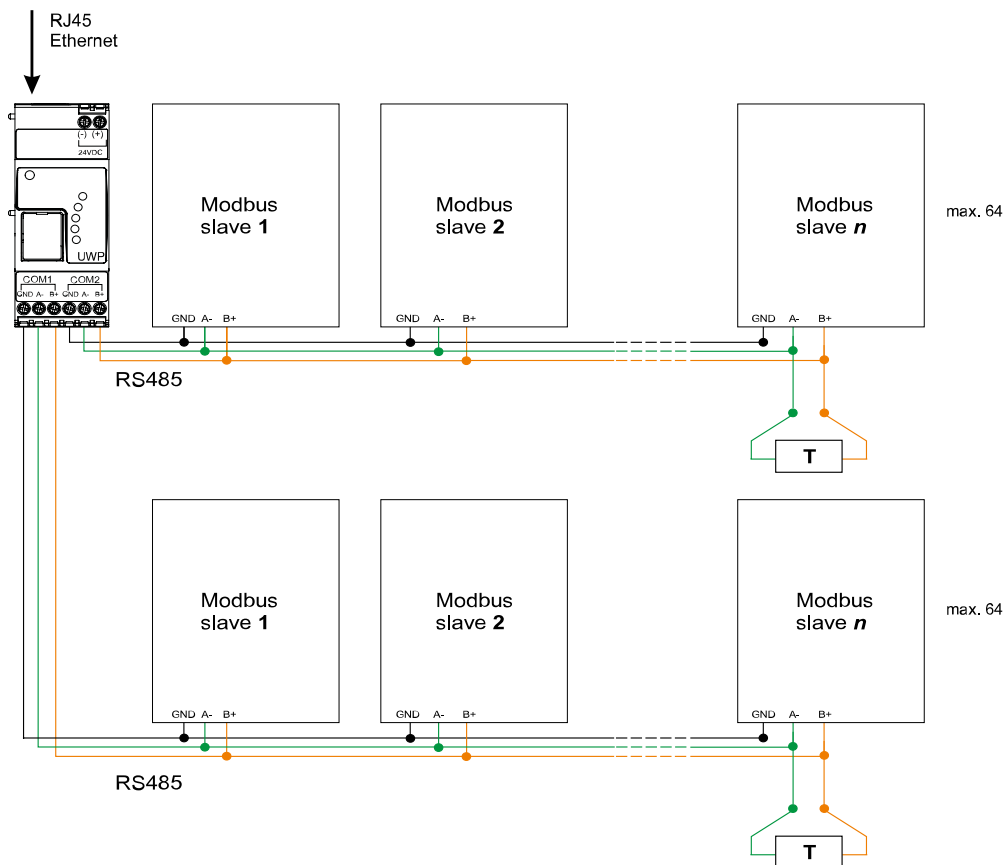 RJ45
Ethernet
(-) (+)
24VDC
UWP
COM1 COM2
GND A- B+ GND A- B+
Modbus
slave 1
Modbus
slave 2
Modbus
slave n
max. 64
GND A- B+
GND A- B+
GND A- B+
RS485
T
Modbus
slave 1
Modbus
slave 2
Modbus
slave n
max. 64
GND A- B+
GND A- B+
GND A- B+
RS485
T